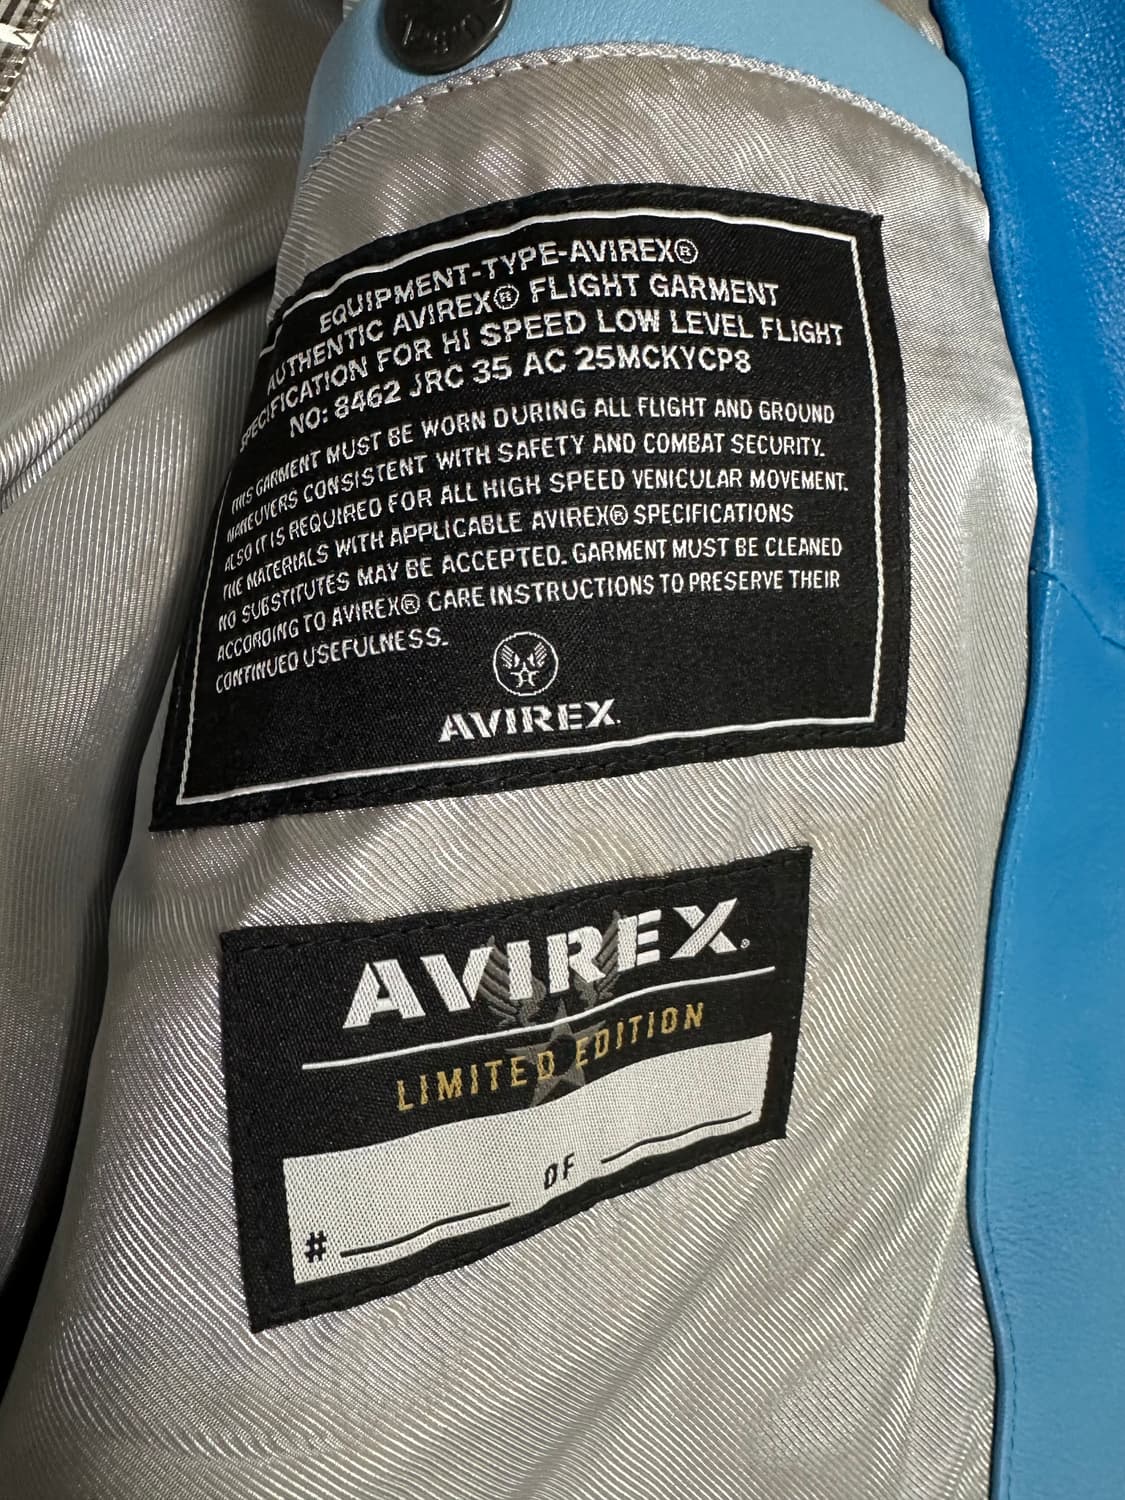 EQUIPMENT-TYPE-AVIREX®
AUTHENTIC AVIREX® FLIGHT GARMENT
SPECIFICATION FOR HI SPEED LOW LEVEL FLIGHT
NO: 8462 JRC 35 AC 25MCKYCP8
THIS GARMENT MUST BE WORN DURING ALL FLIGHT AND GROUND
MANEUVERS CONSISTENT WITH SAFETY AND COMBAT SECURITY.
ALSO IT IS REQUIRED FOR ALL HIGH SPEED VENICULAR MOVEMENT.
THE MATERIALS WITH APPLICABLE AVIREX® SPECIFICATIONS
NO SUBSTITUTES MAY BE ACCEPTED. GARMENT MUST BE CLEANED
ACCORDING TO AVIREX® CARE INSTRUCTIONS TO PRESERVE THEIR
CONTINUED USEFULNESS.
AVIREX.
AVIREX®
LIMITED EDITION
# ____ OF ____